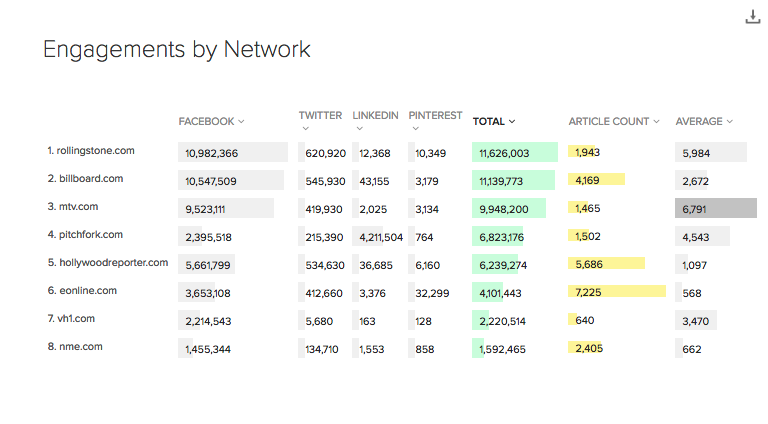 Engagements by Network
FACEBOOK TWITTER LINKEDIN PINTEREST TOTAL ARTICLE COUNT AVERAGE
1. rollingstone.com 10,982,366 620,920 12,368 10,349 11,626,003 1,943 5,984
2. billboard.com 10,547,509 545,930 43,155 3,179 11,139,773 4,169 2,672
3. mtv.com 9,523,111 419,930 2,025 3,134 9,948,200 1,465 6,791
4. pitchfork.com 2,395,518 215,390 4,211,504 764 6,823,176 1,502 4,543
5. hollywoodreporter.com 5,661,799 534,630 36,685 6,160 6,239,274 5,686 1,097
6. eonline.com 3,653,108 412,660 3,376 32,299 4,101,443 7,225 568
7. vh1.com 2,214,543 5,680 163 128 2,220,514 640 3,470
8. nme.com 1,455,344 134,710 1,553 858 1,592,465 2,405 662